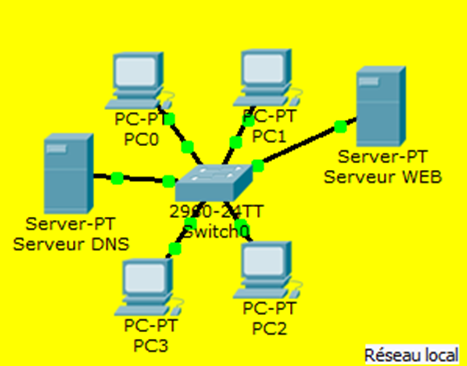 PC-PT
PC0
PC-PT
PC1
Server-PT
Serveur WEB
Server-PT
Serveur DNS
2960-24TT
Switch0
PC-PT
PC3
PC-PT
PC2
Réseau local